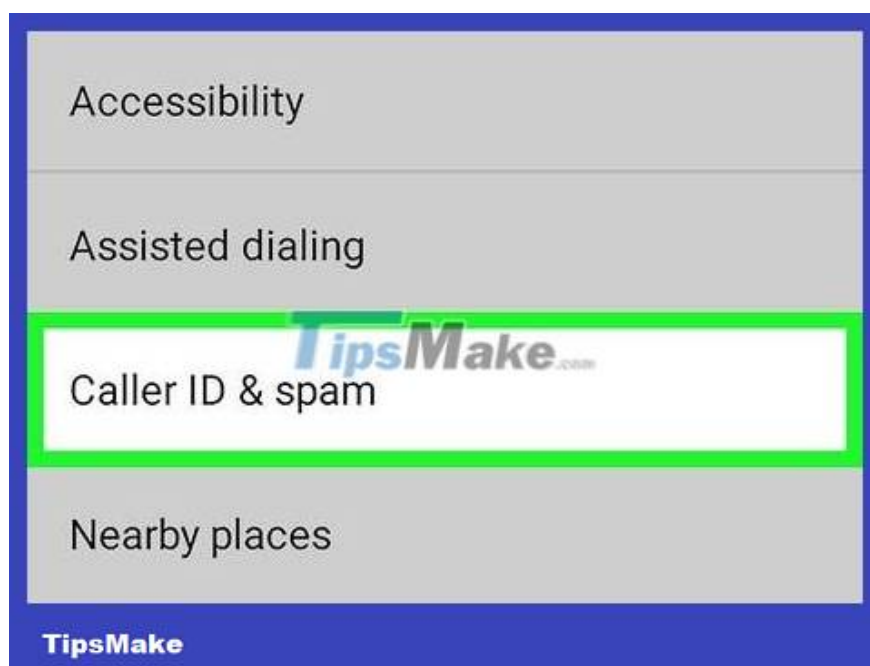 Accessibility
Assisted dialing
TipsMake.com
Caller ID & spam
Nearby places
TipsMake